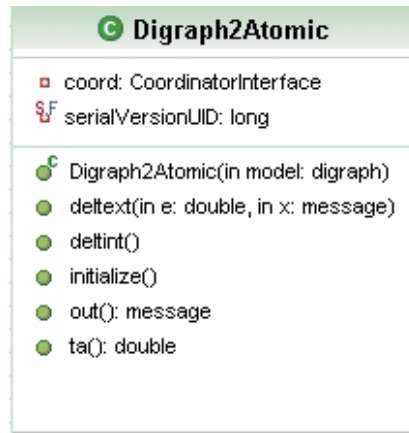 C Digraph2Atomic
coord: CoordinatorInterface
S F serialVersionUID: long
C Digraph2Atomic(in model: digraph)
deltext(in e: double, in x: message)
deltint()
initialize()
out(): message
ta(): double